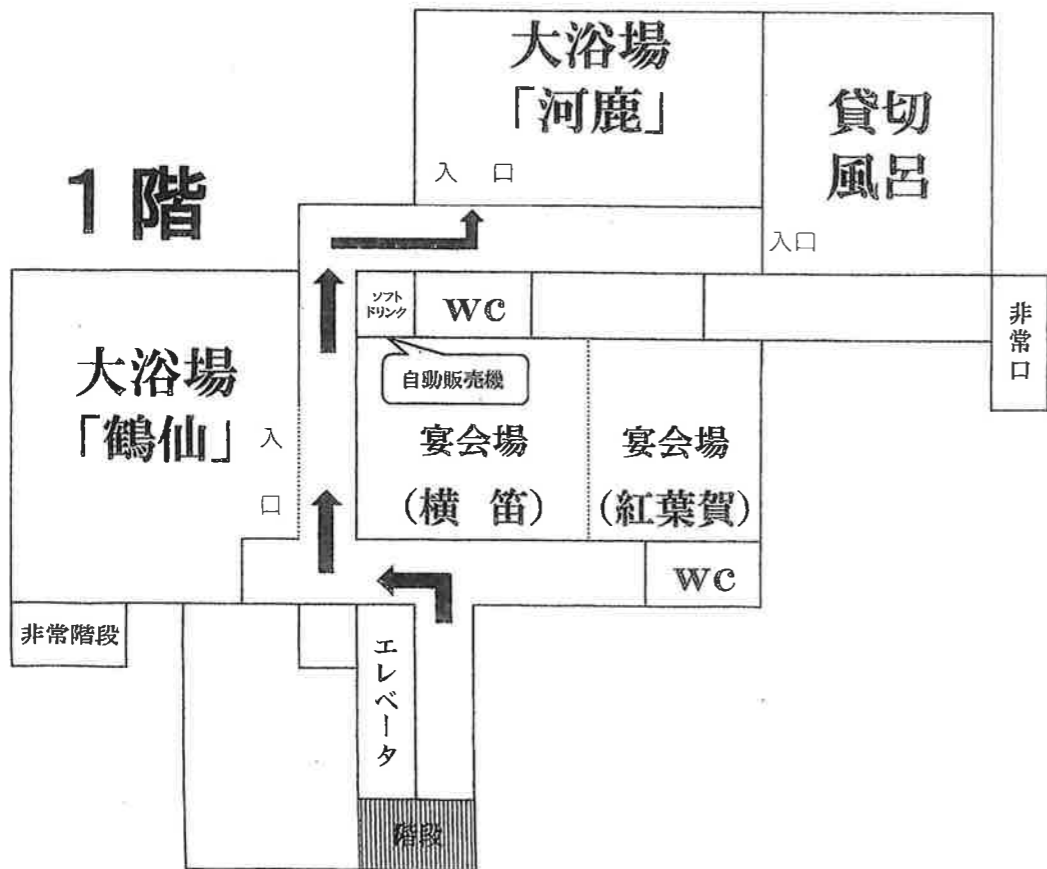 大浴場
「河鹿」
入 口
貸切
風呂
入口
1階
ソフト
ドリンク
WC
非常口
大浴場
「鶴仙」
入
口
自動販売機
宴会場
(横 笛)
宴会場
(紅葉賀)
WC
非常階段
エレベータ
階段